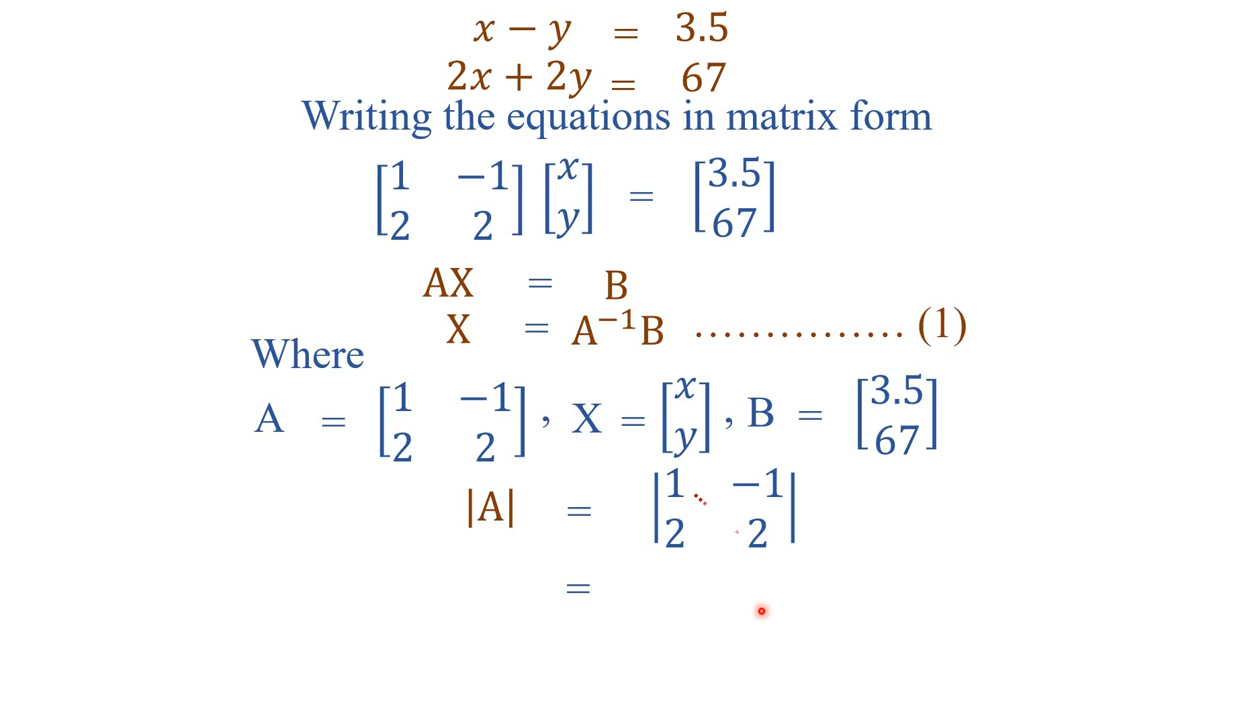 x − y = 3.5
2x + 2y = 67
Writing the equations in matrix form
[1 −1] [x] = [3.5]
[2 2] [y] [67]
AX = B
X = A⁻¹B ............... (1)
Where
A = [1 −1], X = [x], B = [3.5]
[2 2] [y] [67]
|A| = |1 −1|
|2 2|
=